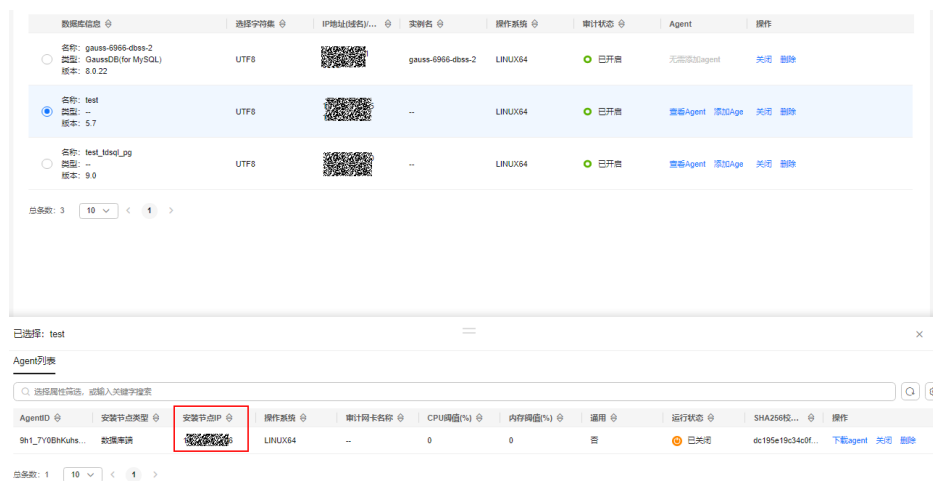 数据库信息 选择字符集 IP地址(域名)/... 实例名 操作系统 审计状态 Agent 操作
名称: gauss-6966-dbss-2
类型: GaussDB(for MySQL) UTF8 gauss-6966-dbss-2 LINUX64 已开启 无需添加agent 关闭 删除
版本: 8.0.22
名称: test
类型: -- UTF8 -- LINUX64 已开启 查看Agent 添加Age 关闭 删除
版本: 5.7
名称: test_tdsql_pg
类型: -- UTF8 -- LINUX64 已开启 查看Agent 添加Age 关闭 删除
版本: 9.0
总条数: 3 10 < 1 >
已选择: test
Agent列表
选择属性筛选，或输入关键字搜索
AgentID 安装节点类型 安装节点IP 操作系统 审计网卡名称 CPU阈值(%) 内存阈值(%) 通用 运行状态 SHA256校... 操作
9h1_7Y0BhKuhs... 数据库端 LINUX64 -- 0 0 否 已关闭 dc195e19c34c0f... 下载agent 关闭 删除
总条数: 1 10 < 1 >